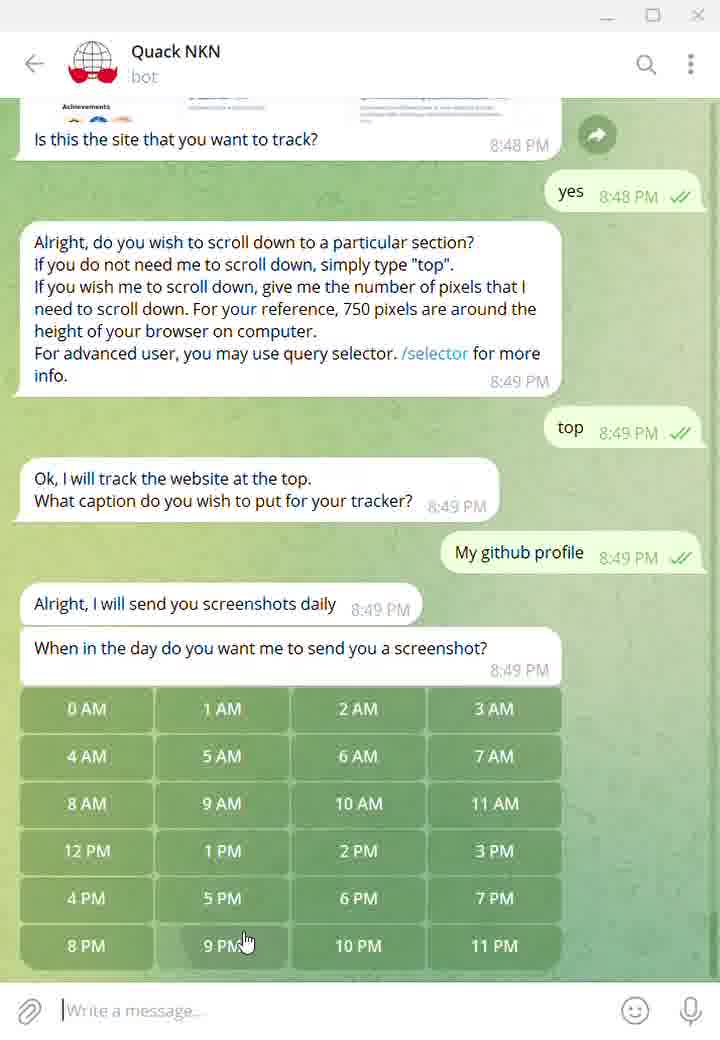 Quack NKN
bot
Achievements
Is this the site that you want to track?
8:48 PM
yes
8:48 PM
Alright, do you wish to scroll down to a particular section?
If you do not need me to scroll down, simply type "top".
If you wish me to scroll down, give me the number of pixels that I
need to scroll down. For your reference, 750 pixels are around the
height of your browser on computer.
For advanced user, you may use query selector. /selector for more
info.
8:49 PM
top
8:49 PM
Ok, I will track the website at the top.
What caption do you wish to put for your tracker?
8:49 PM
My github profile
8:49 PM
Alright, I will send you screenshots daily
8:49 PM
When in the day do you want me to send you a screenshot?
8:49 PM
0 AM 1 AM 2 AM 3 AM
4 AM 5 AM 6 AM 7 AM
8 AM 9 AM 10 AM 11 AM
12 PM 1 PM 2 PM 3 PM
4 PM 5 PM 6 PM 7 PM
8 PM 9 PM 10 PM 11 PM
Write a message...